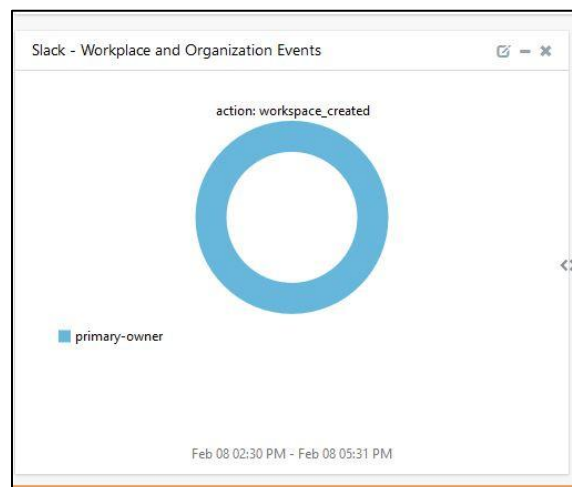 Slack - Workplace and Organization Events
action: workspace_created
primary-owner
Feb 08 02:30 PM - Feb 08 05:31 PM